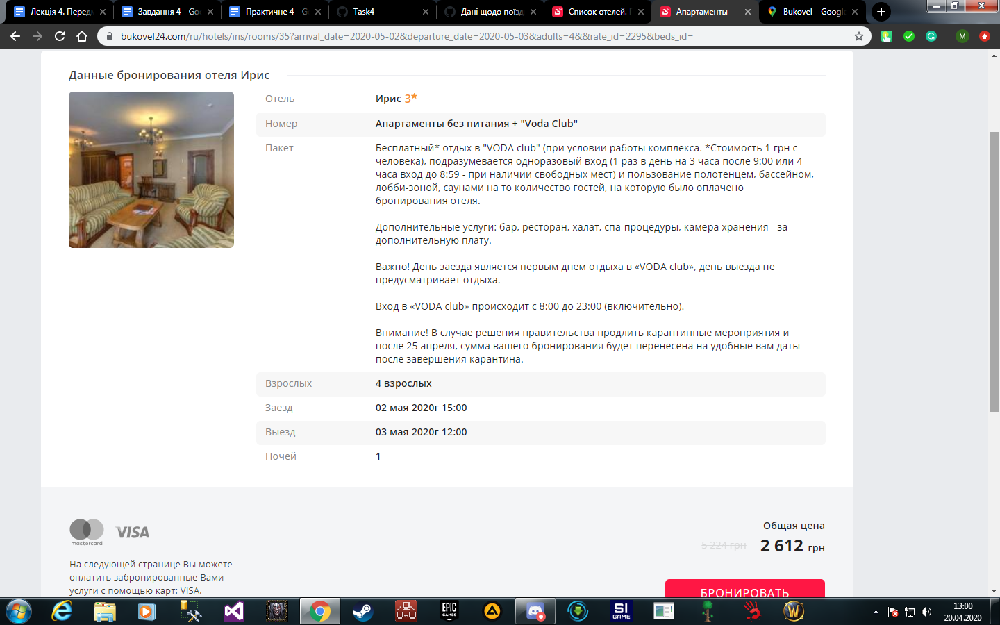 Лекція 4. Перед
Завдання 4 - Go
Практичне 4 - G
Task4
Дані щодо поїзд
Список отелей.
Апартаменты
Bukovel – Google
bukovel24.com/ru/hotels/iris/rooms/35?arrival_date=2020-05-02&departure_date=2020-05-03&adults=4&&rate_id=2295&beds_id=
M
Данные бронирования отеля Ирис
Отель Ирис 3★
Номер Апартаменты без питания + "Voda Club"
Пакет Бесплатный* отдых в "VODA club" (при условии работы комплекса. *Стоимость 1 грн с
человека), подразумевается одноразовый вход (1 раз в день на 3 часа после 9:00 или 4
часа вход до 8:59 - при наличии свободных мест) и пользование полотенцем, бассейном,
лобби-зоной, саунами на то количество гостей, на которую было оплачено
бронирования отеля.
Дополнительные услуги: бар, ресторан, халат, спа-процедуры, камера хранения - за
дополнительную плату.
Важно! День заезда является первым днем отдыха в «VODA club», день выезда не
предусматривает отдыха.
Вход в «VODA club» происходит с 8:00 до 23:00 (включительно).
Внимание! В случае решения правительства продлить карантинные мероприятия и
после 25 апреля, сумма вашего бронирования будет перенесена на удобные вам даты
после завершения карантина.
Взрослых 4 взрослых
Заезд 02 мая 2020г 15:00
Выезд 03 мая 2020г 12:00
Ночей 1
mastercard VISA
Общая цена
5 224 грн 2 612 грн
На следующей странице Вы можете
оплатить забронированные Вами
услуги с помощью карт: VISA,
БРОНИРОВАТЬ
EPIC
GAMES
SI
GAME
13:00
20.04.2020